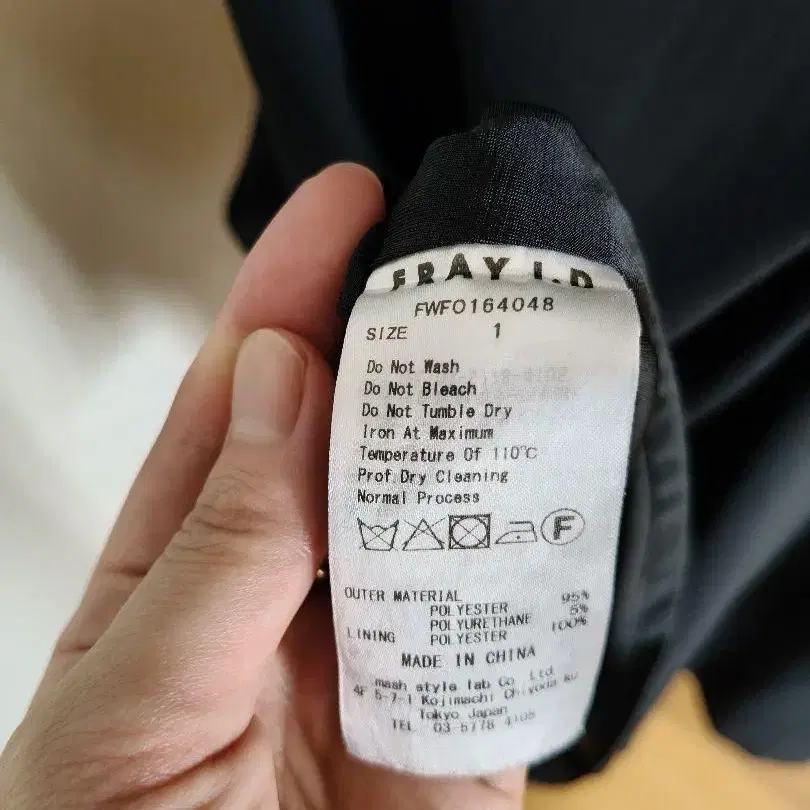 FRAY I.D
FWFO164048
SIZE 1
Do Not Wash
Do Not Bleach
Do Not Tumble Dry
Iron At Maximum
Temperature Of 110℃
Prof.Dry Cleaning
Normal Process
F
OUTER MATERIAL 95%
POLYESTER 5%
POLYURETHANE 100%
LINING POLYESTER
MADE IN CHINA
mash style lab Co. Ltd.
4F 5-7-1 Kojimachi Chiyoda-ku
Tokyo Japan
TEL 03-5778 4105